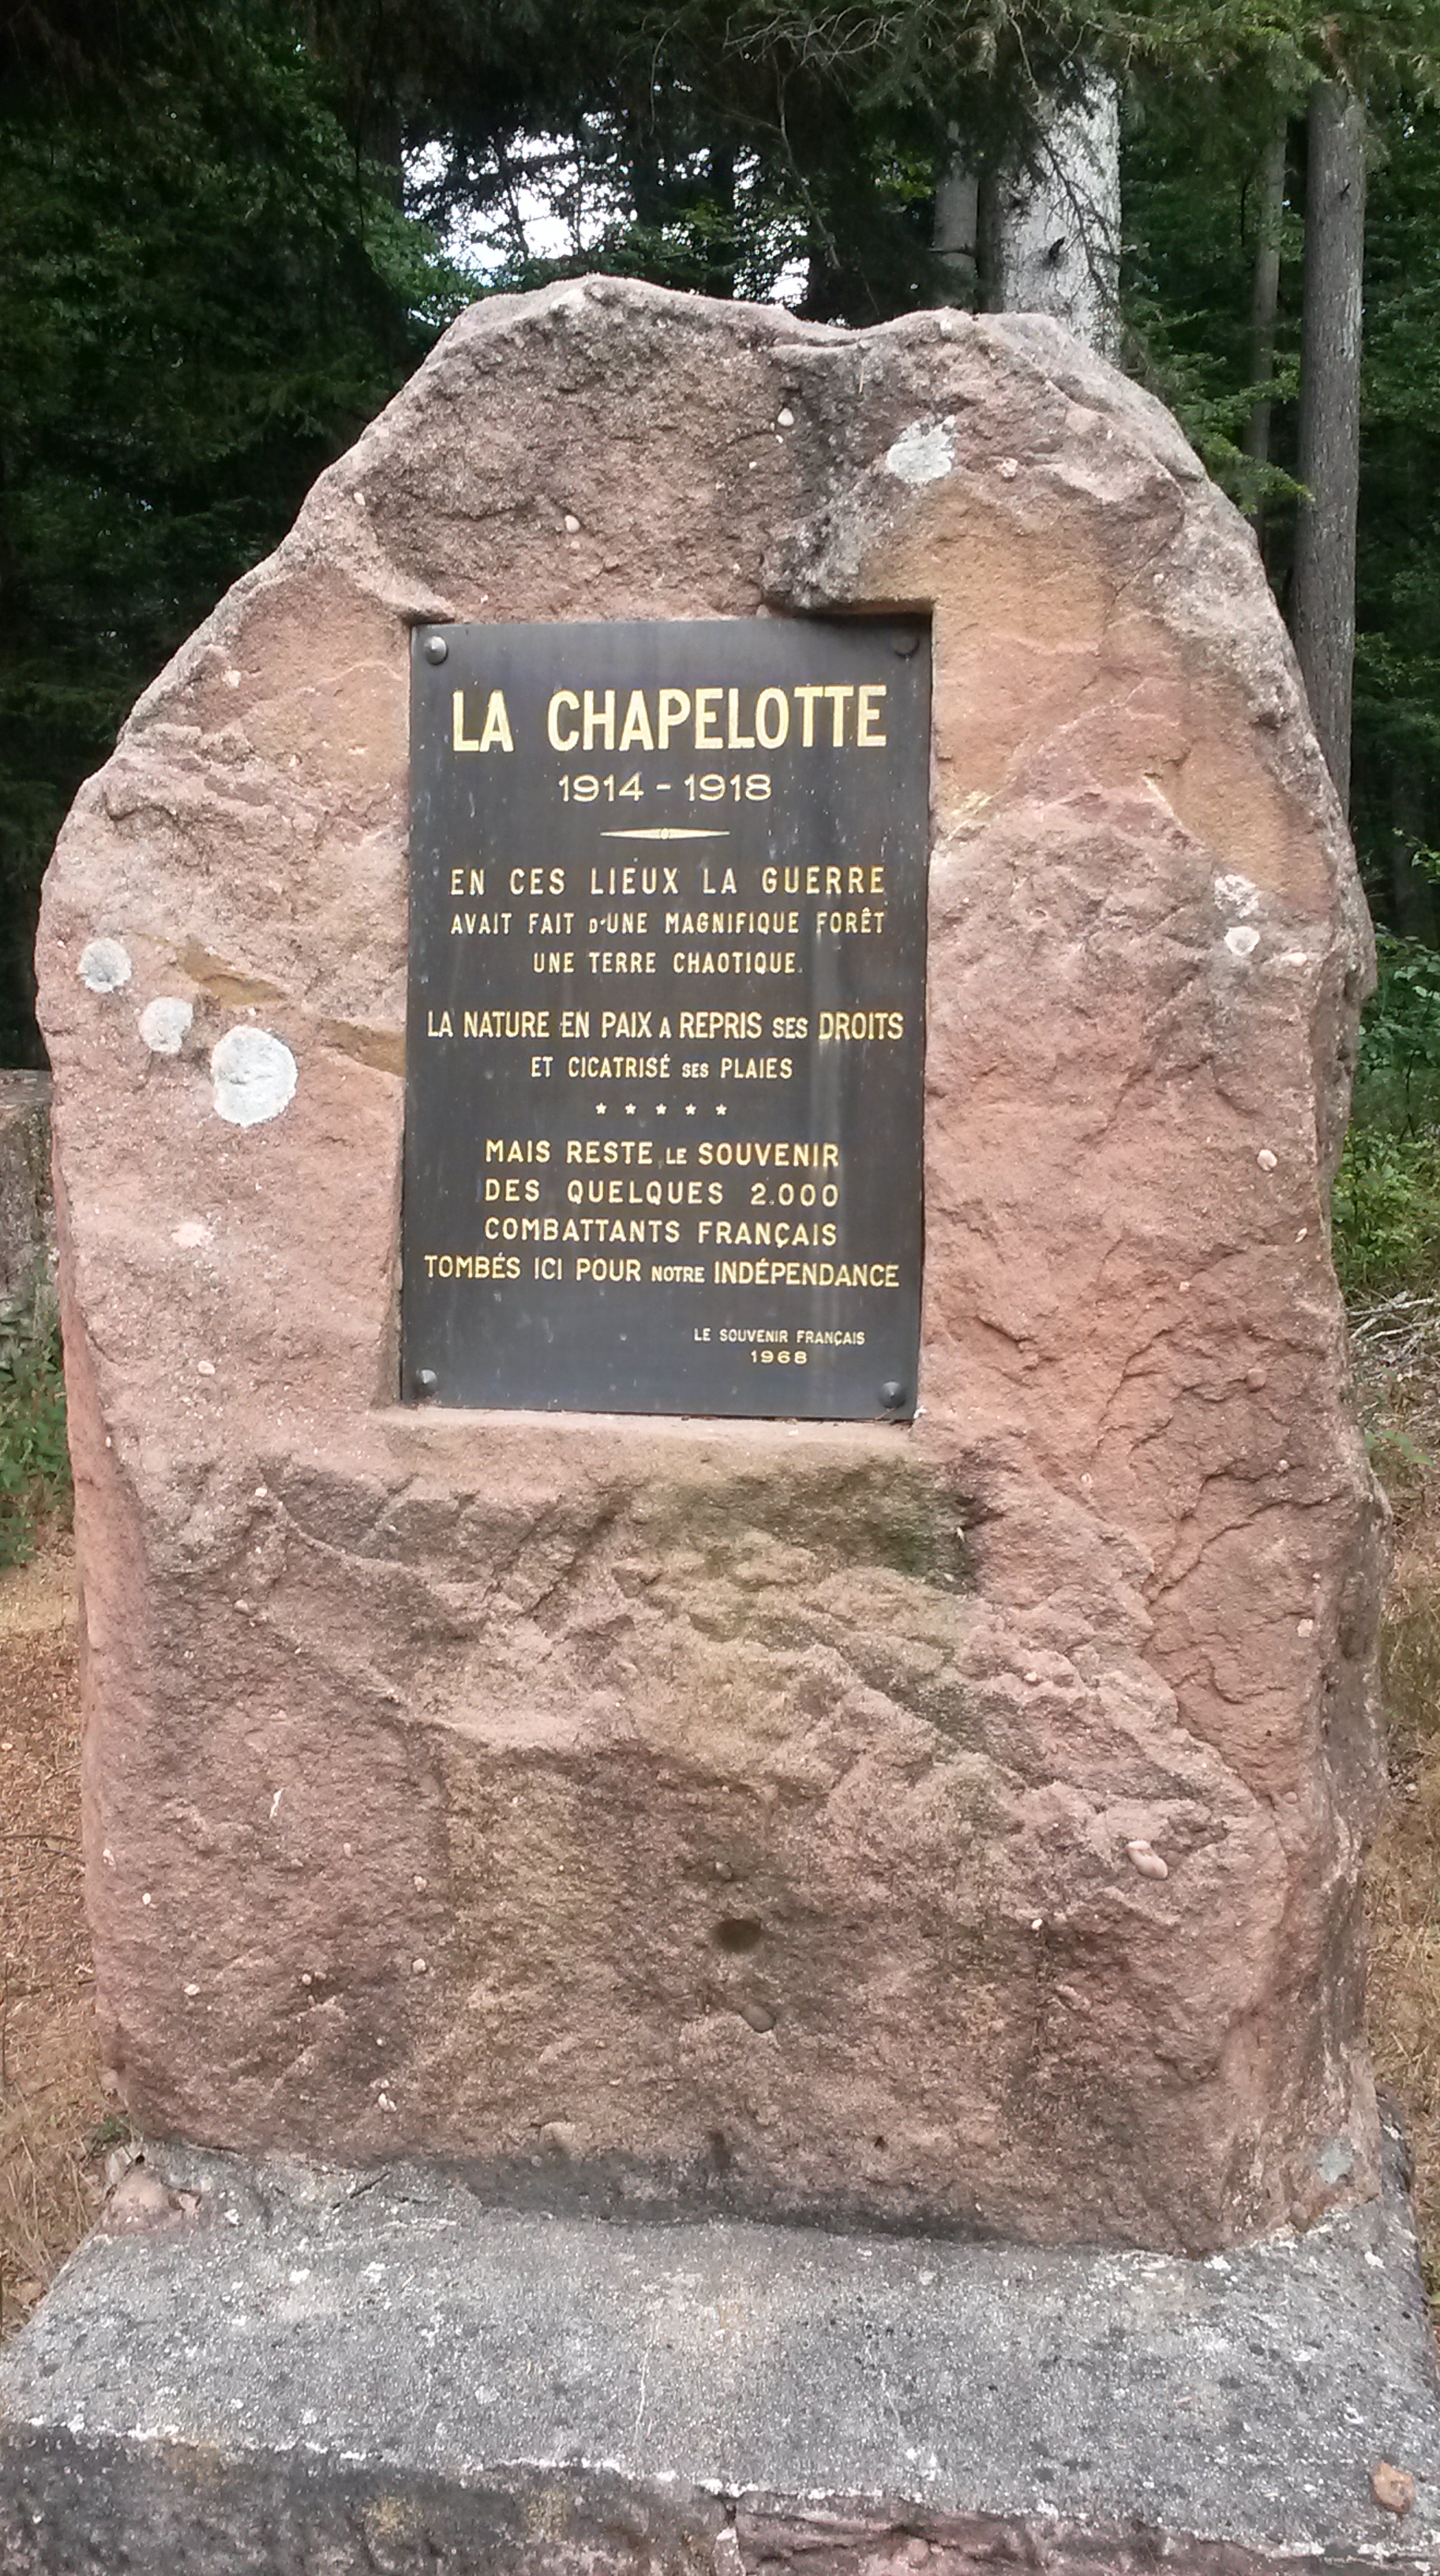 LA CHAPELOTTE
1914 - 1918
EN CES LIEUX LA GUERRE
AVAIT FAIT D'UNE MAGNIFIQUE FORÊT
UNE TERRE CHAOTIQUE.
LA NATURE EN PAIX A REPRIS SES DROITS
ET CICATRISÉ SES PLAIES
* * * * *
MAIS RESTE LE SOUVENIR
DES QUELQUES 2.000
COMBATTANTS FRANÇAIS
TOMBÉS ICI POUR NOTRE INDÉPENDANCE
LE SOUVENIR FRANÇAIS
1968